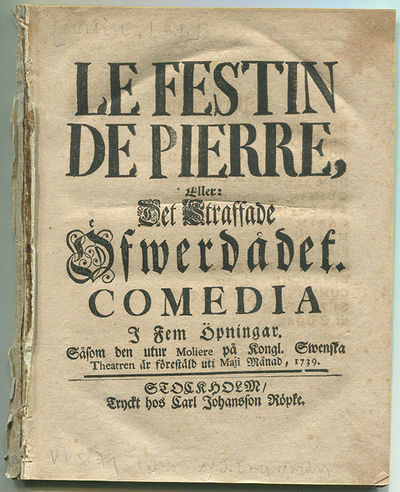 LE FESTIN
DE PIERRE,
Eller:
Det Straffade
Öfwerdådet.
COMEDIA
I Fem Öpningar.
Såsom den utur Moliere på Kongl. Swenska
Theatren är förestäld uti Maji Månad, 1739.
STOCKHOLM/
Tryckt hos Carl Johansson Röpke.